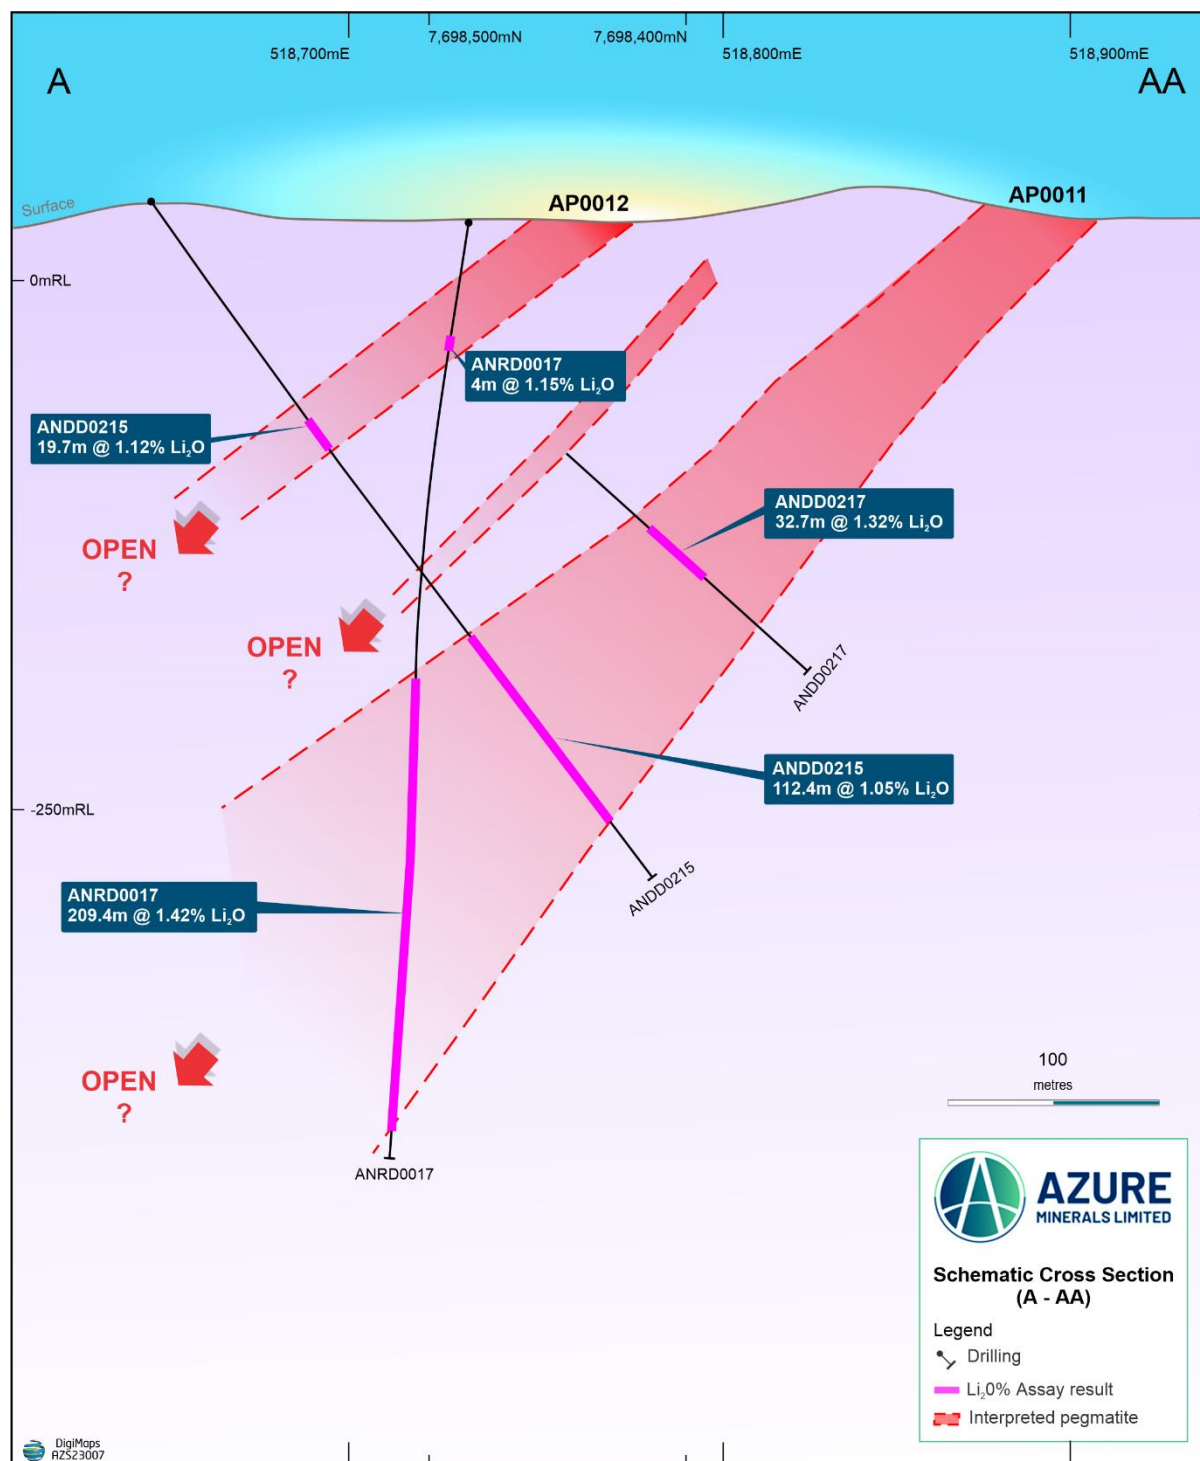 7,698,500mN
7,698,400mN
518,700mE
518,800mE
518,900mE
A
AA
AP0011
AP0012
Surface
0mRL
ANRD0017
4m @ 1.15% Li₂O
ANDD0215
19.7m @ 1.12% Li₂O
ANDD0217
32.7m @ 1.32% Li₂O
OPEN
?
OPEN
?
ANDD0217
ANDD0215
112.4m @ 1.05% Li₂O
-250mRL
ANDD0215
ANRD0017
209.4m @ 1.42% Li₂O
OPEN
?
100
metres
ANRD0017
AZURE
MINERALS LIMITED
Schematic Cross Section
(A - AA)
Legend
Drilling
Li₂0% Assay result
Interpreted pegmatite
DigiMaps
AZS23007